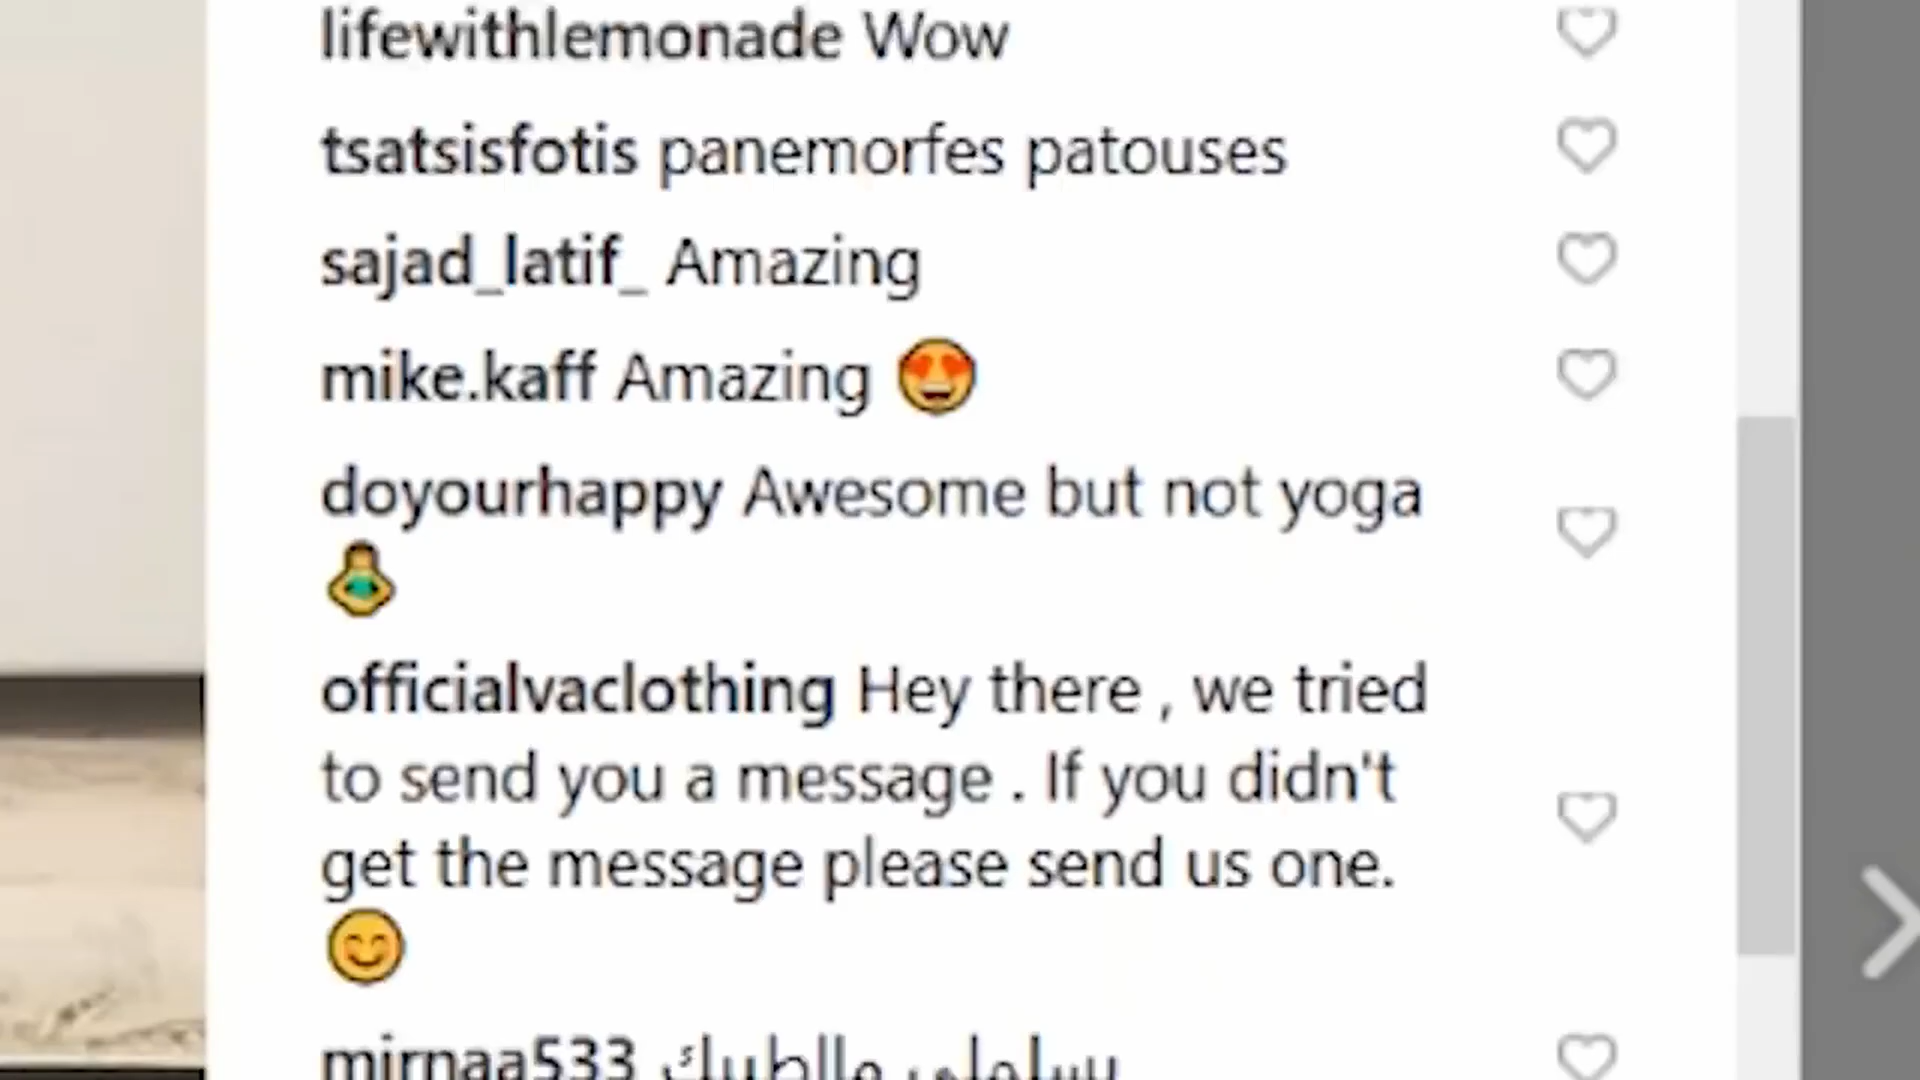 lifewithlemonade Wow
tsatsisfotis panemorfes patouses
sajad_latif_ Amazing
mike.kaff Amazing 😍
doyourhappy Awesome but not yoga
officialvaclothing Hey there , we tried
to send you a message . If you didn't
get the message please send us one.
😊
mirnaa533